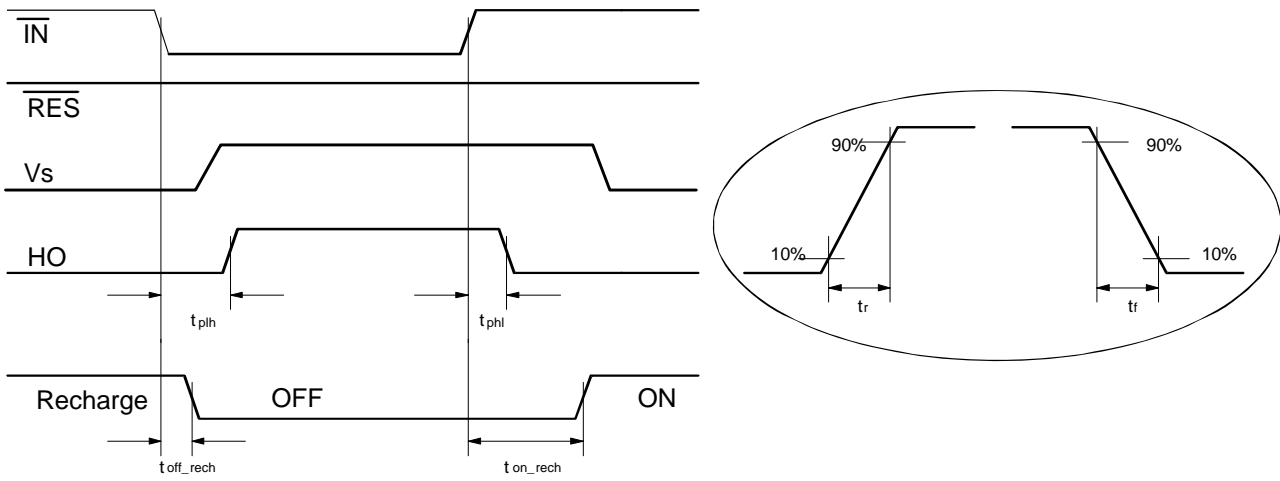 IN
RES
Vs
HO
t plh
t phl
Recharge OFF ON
t off_rech
t on_rech
90% 90%
10% 10%
tr
tf